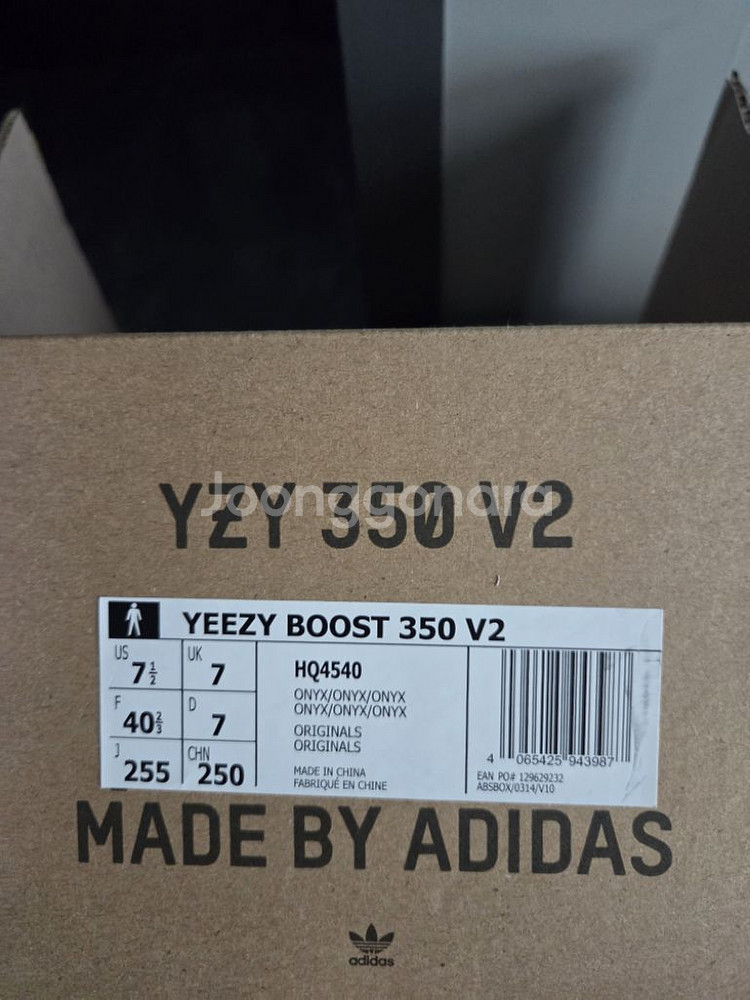 YZY 350 V2
Joonggonara
YEEZY BOOST 350 V2
US 7½ UK 7
F 40⅔ D 7
J 255 CHN 250
HQ4540
ONYX/ONYX/ONYX
ONYX/ONYX/ONYX
ORIGINALS
ORIGINALS
MADE IN CHINA
FABRIQUÉ EN CHINE
4 065425 943987
EAN PO# 129629232
ABSBOX/0314/V10
MADE BY ADIDAS
adidas